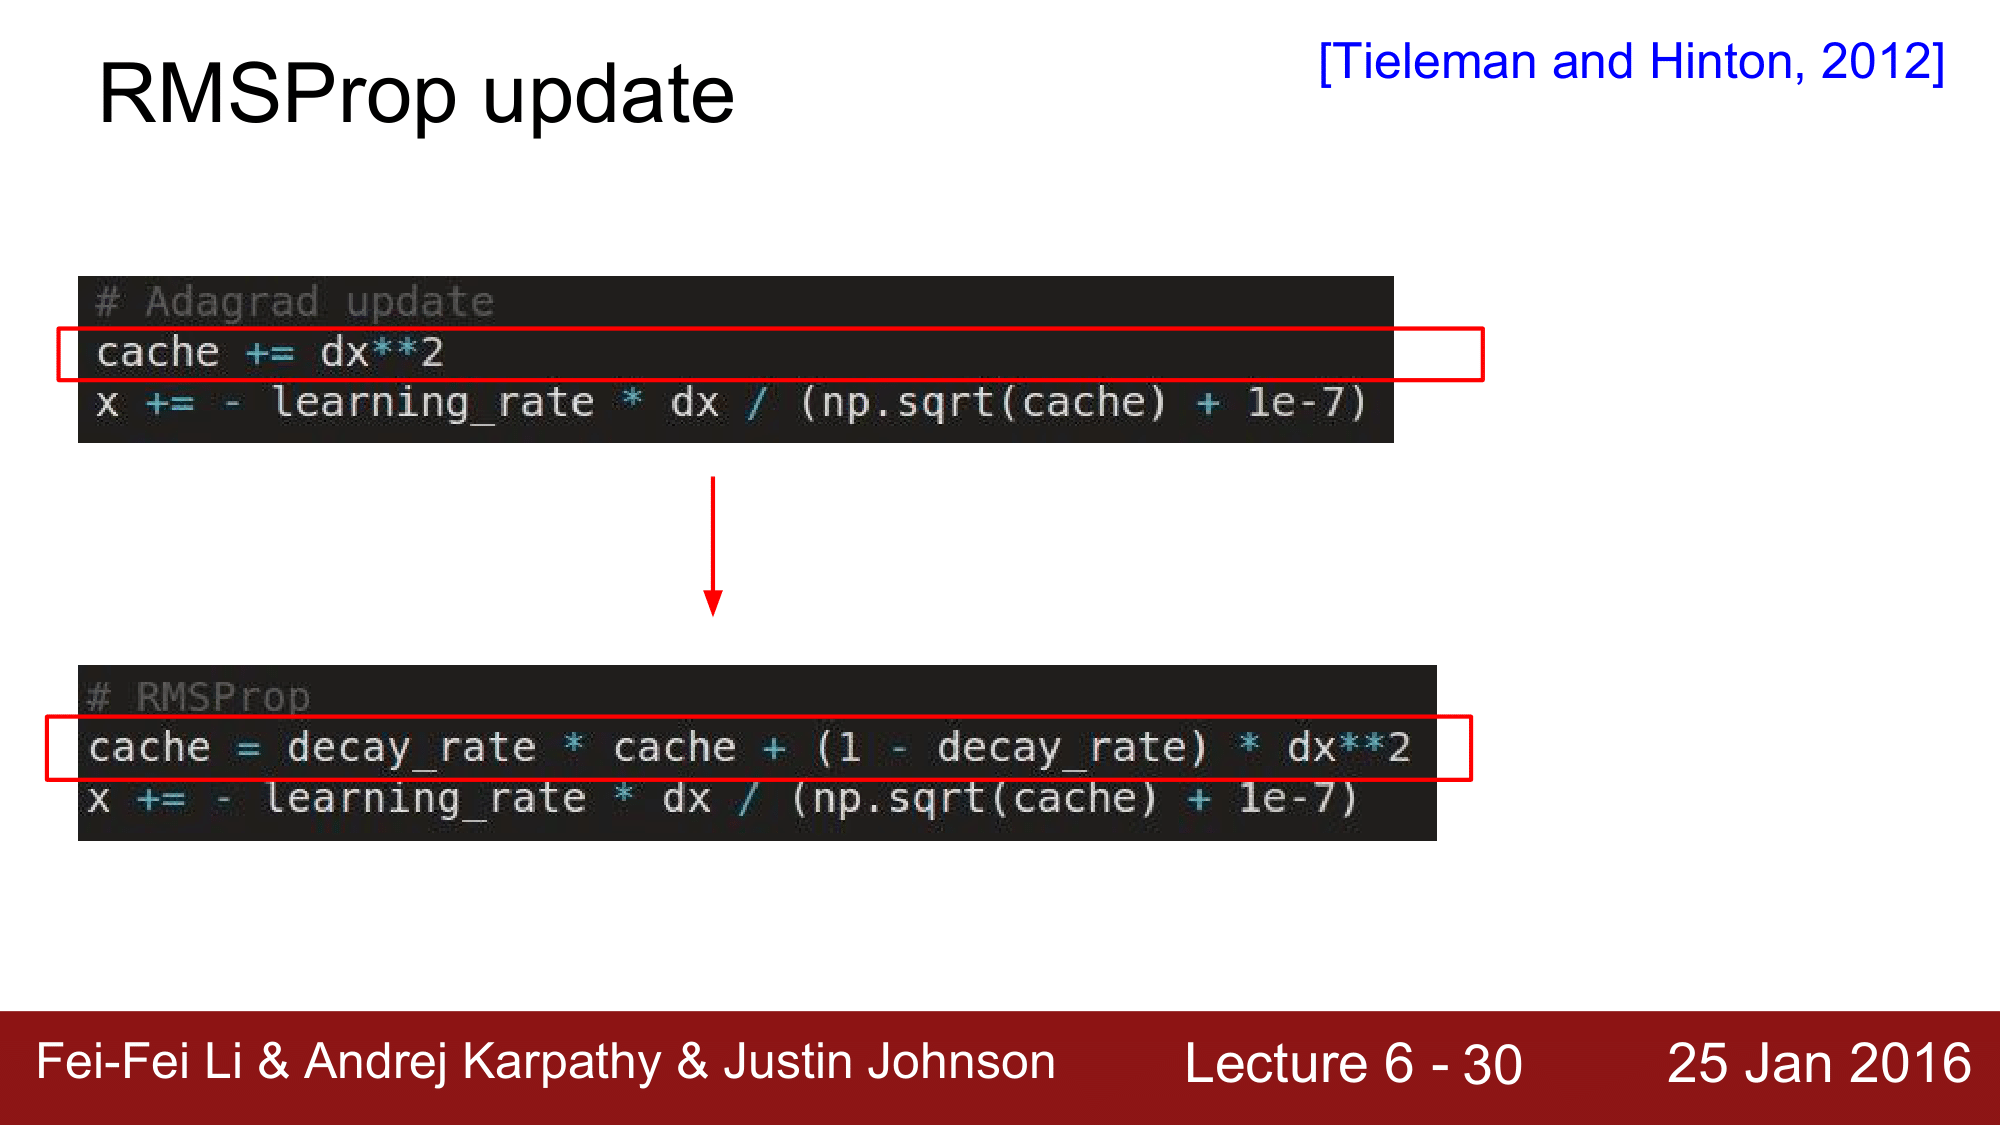 RMSProp update
[Tieleman and Hinton, 2012]
# Adagrad update
cache += dx**2
x += - learning_rate * dx / (np.sqrt(cache) + 1e-7)
# RMSProp
cache = decay_rate * cache + (1 - decay_rate) * dx**2
x += - learning_rate * dx / (np.sqrt(cache) + 1e-7)
Fei-Fei Li & Andrej Karpathy & Justin Johnson
Lecture 6 - 30
25 Jan 2016